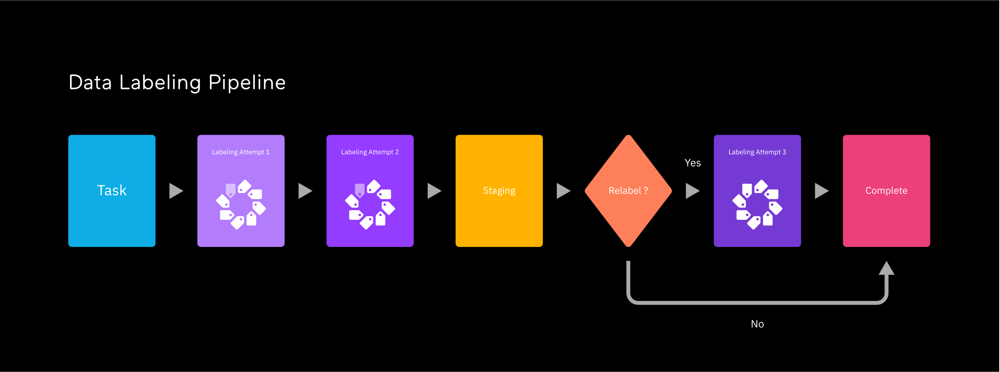 Data Labeling Pipeline
Task
Labeling Attempt 1
Labeling Attempt 2
Staging
Relabel ?
Yes
Labeling Attempt 3
Complete
No